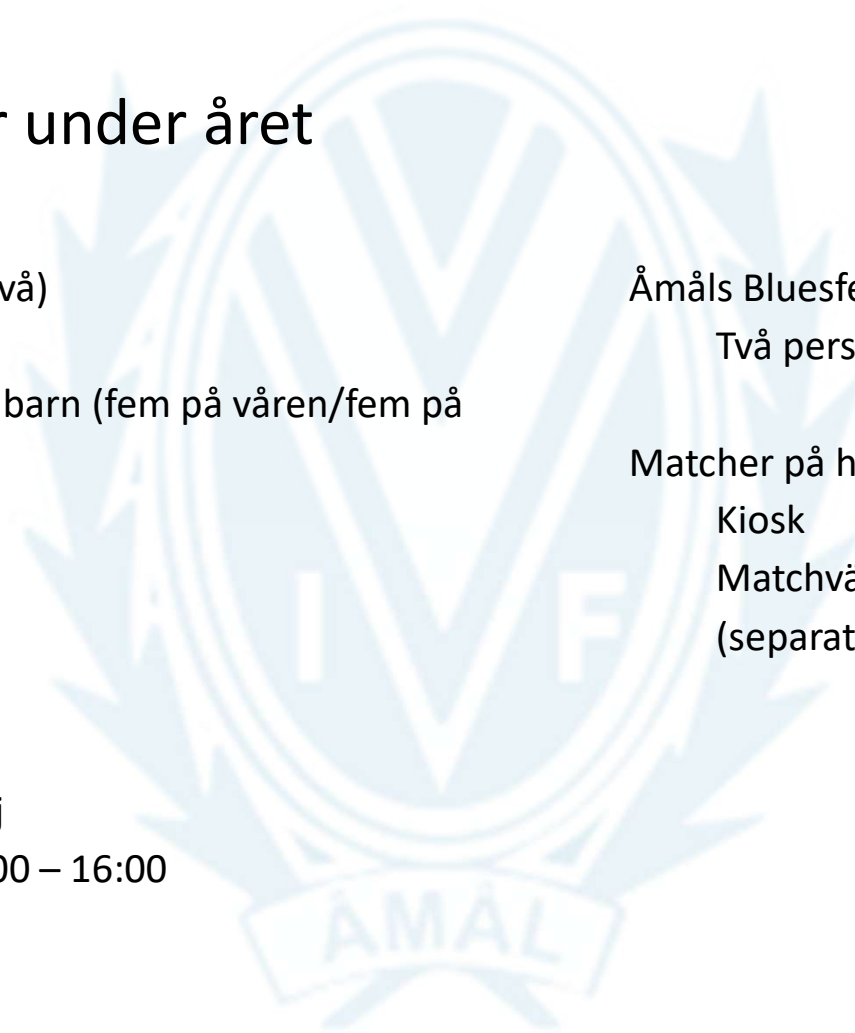 r under året
vå)
barn (fem på våren/fem på
j
00 – 16:00
Åmåls Bluesfe
Två pers
Matcher på h
Kiosk
Matchvä
(separat
V
I F
ÅMÅL